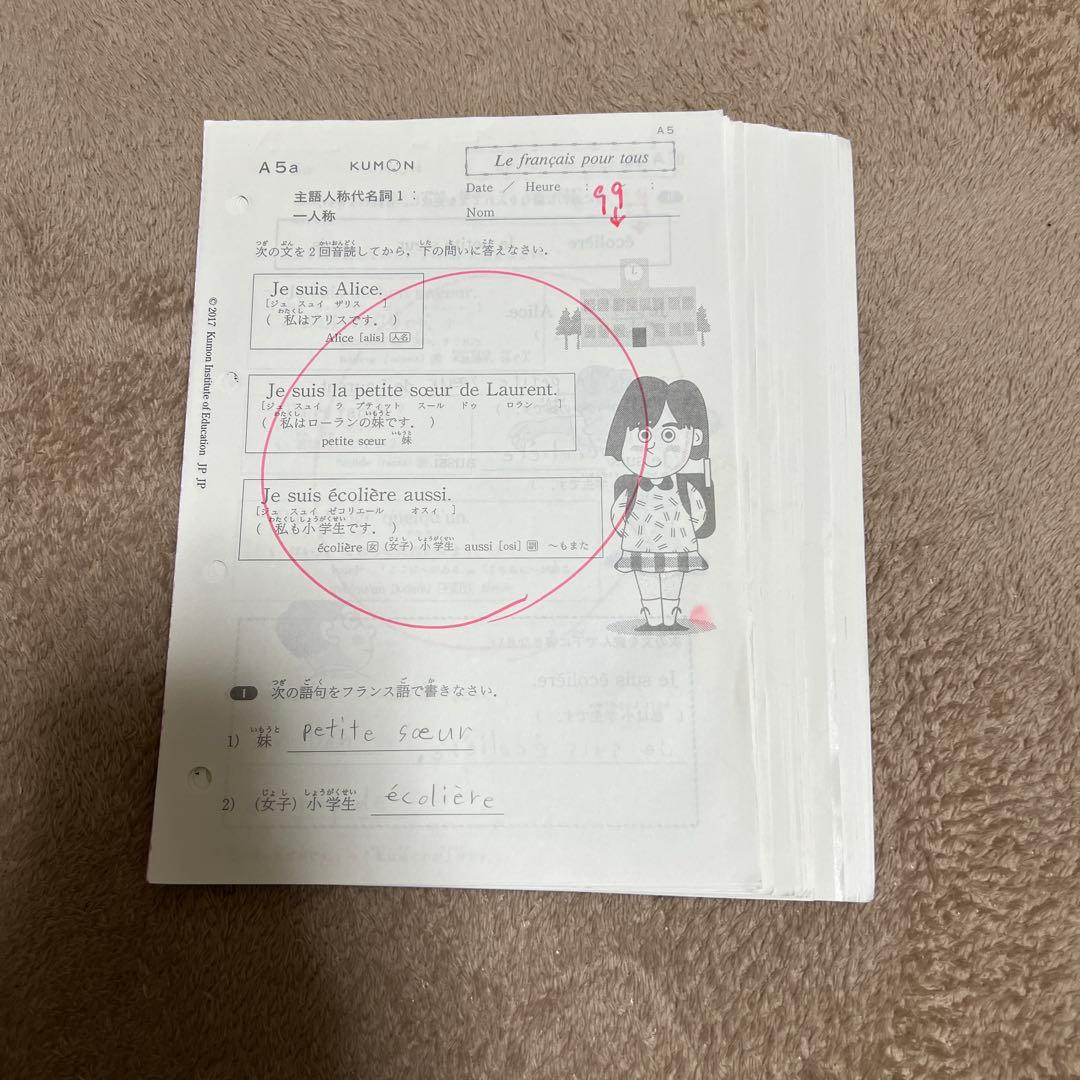 A5
A5a KUMON Le français pour tous
主語人称代名詞1：
一人称
Date / Heure : ~ :
Nom
99
次の文を2回音読してから，下の問いに答えなさい．
Je suis Alice.
[ジュ スュイ ザリス ]
( 私はアリスです． )
Alice [alis] 人名
Je suis la petite sœur de Laurent.
[ジュ スュイ ラ プティット スール ドゥ ロラン ]
( 私はローランの妹です． )
petite sœur 妹
Je suis écolière aussi.
[ジュ スュイ ゼコリエール オスィ ]
( 私も小学生です． )
écolière 女 (女子) 小学生 aussi [osi] 副 〜もまた
© 2017 Kumon Institute of Education JP JP
1 次の語句をフランス語で書きなさい．
1) 妹 petite sœur
2) (女子) 小学生 écolière